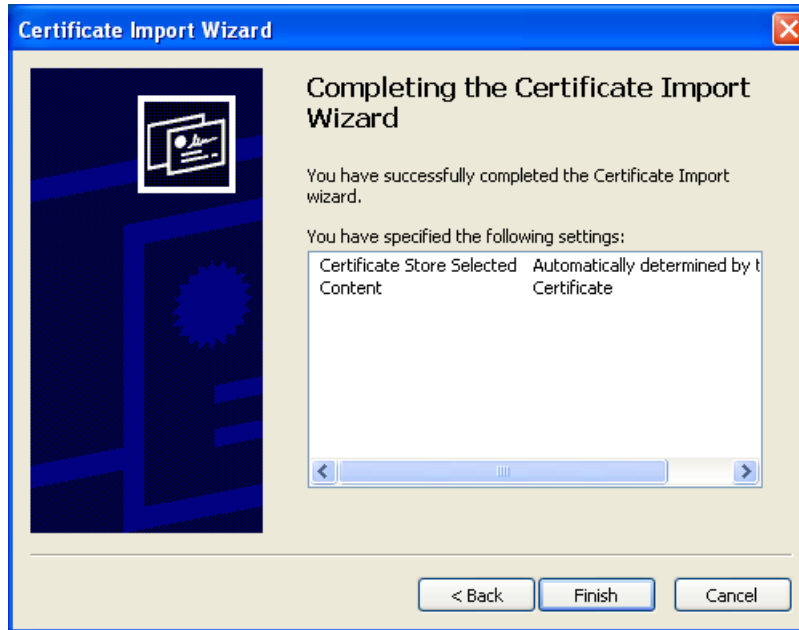 Certificate Import Wizard
Completing the Certificate Import
Wizard
You have successfully completed the Certificate Import
wizard.
You have specified the following settings:
Certificate Store Selected Automatically determined by t
Content Certificate
< Back Finish Cancel